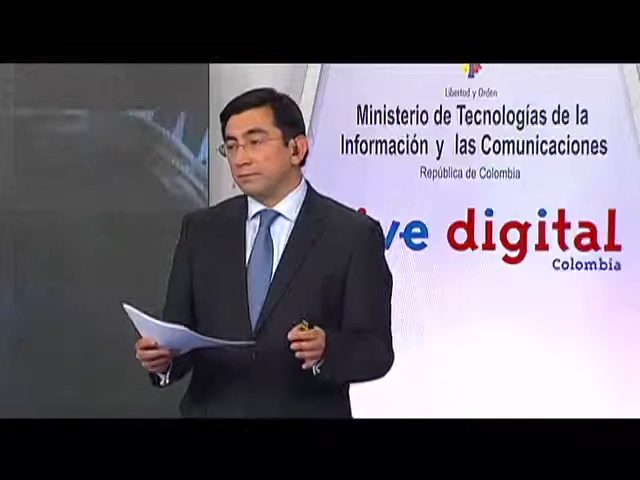 Libertad y Orden
Ministerio de Tecnologías de la
Información y las Comunicaciones
República de Colombia
ive digital
Colombia